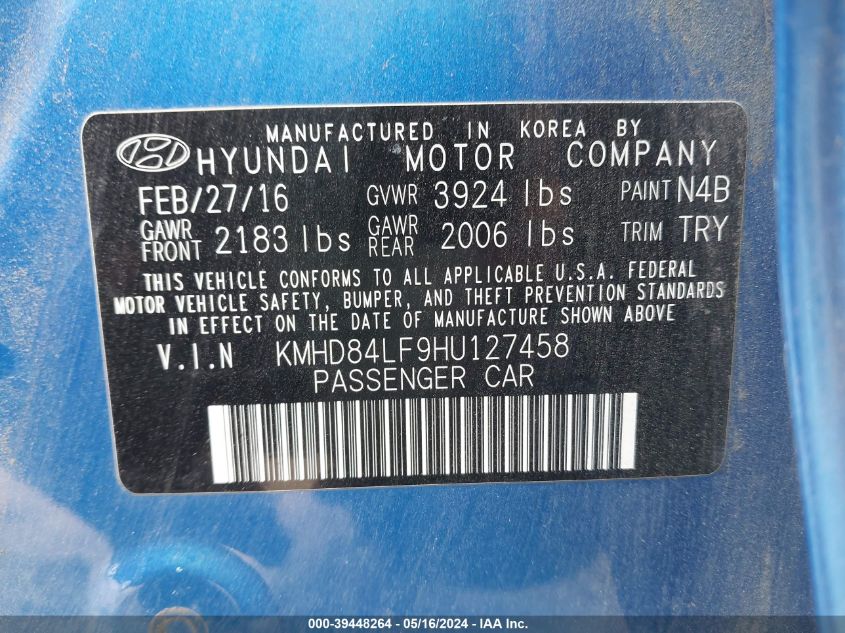 MANUFACTURED IN KOREA BY
HYUNDAI MOTOR COMPANY
FEB/27/16 GVWR 3924 lbs PAINT N4B
GAWR FRONT 2183 lbs GAWR REAR 2006 lbs TRIM TRY
THIS VEHICLE CONFORMS TO ALL APPLICABLE U.S.A. FEDERAL
MOTOR VEHICLE SAFETY, BUMPER, AND THEFT PREVENTION STANDARDS
IN EFFECT ON THE DATE OF MANUFACTURE SHOWN ABOVE
V.I.N KMHD84LF9HU127458
PASSENGER CAR
000-39448264 - 05/16/2024 - IAA Inc.